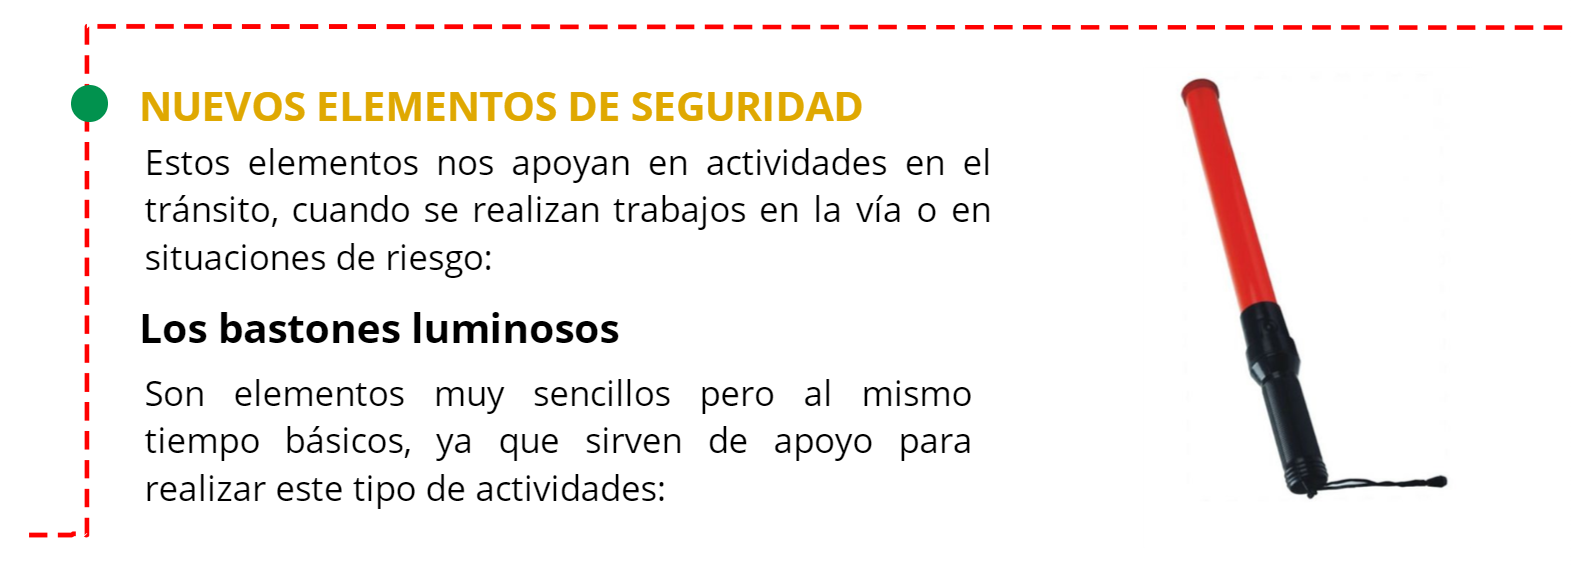 NUEVOS ELEMENTOS DE SEGURIDAD
Estos elementos nos apoyan en actividades en el
tránsito, cuando se realizan trabajos en la vía o en
situaciones de riesgo:
Los bastones luminosos
Son elementos muy sencillos pero al mismo
tiempo básicos, ya que sirven de apoyo para
realizar este tipo de actividades: